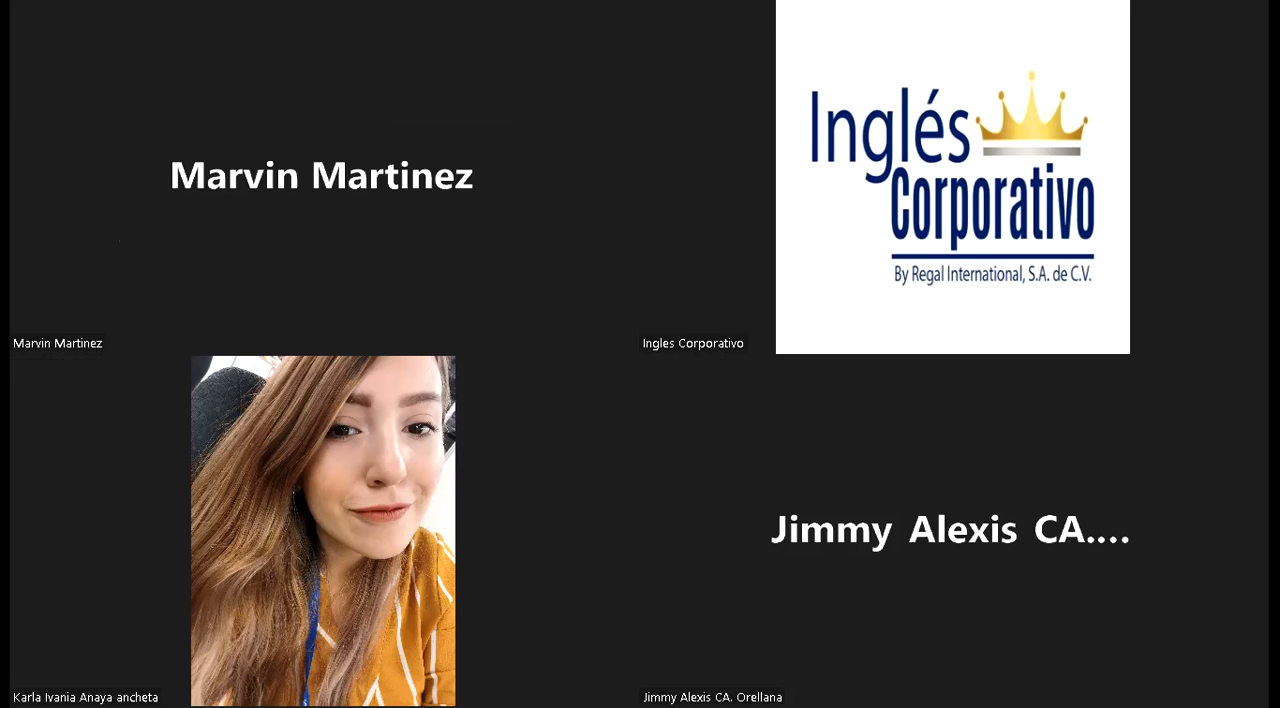 Marvin Martinez
Marvin Martinez
Inglés
Corporativo
By Regal International, S.A. de C.V.
Ingles Corporativo
Karla Ivania Anaya ancheta
Jimmy Alexis CA....
Jimmy Alexis CA. Orellana